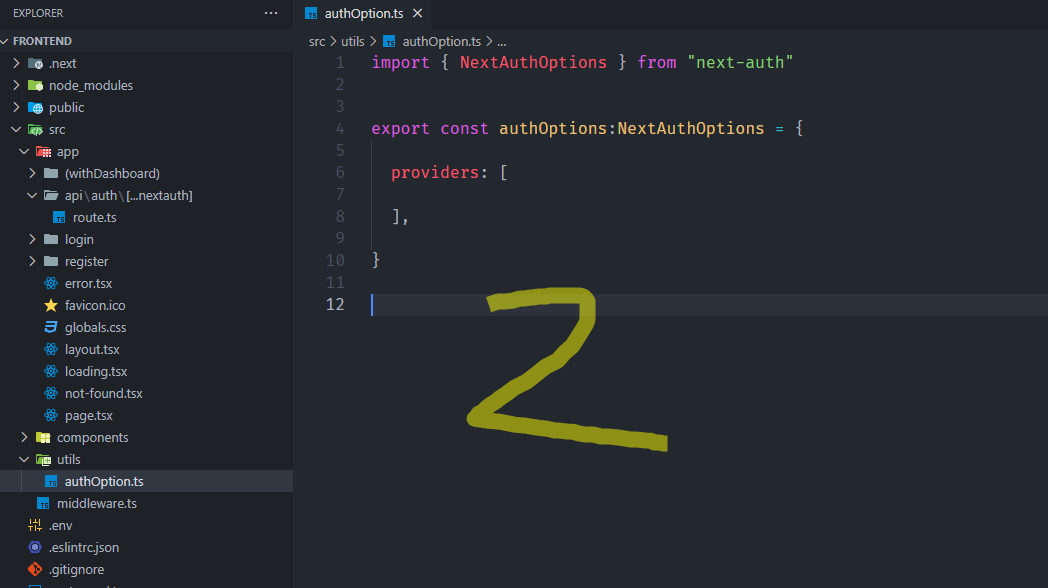 EXPLORER
FRONTEND
.next
node_modules
public
src
app
(withDashboard)
api\auth\[...nextauth]
route.ts
login
register
error.tsx
favicon.ico
globals.css
layout.tsx
loading.tsx
not-found.tsx
page.tsx
components
utils
authOption.ts
middleware.ts
.env
.eslintrc.json
.gitignore
TS authOption.ts
src > utils > TS authOption.ts > ...
1 import { NextAuthOptions } from "next-auth"
2
3
4 export const authOptions:NextAuthOptions = {
5
6 providers: [
7
8 ],
9
10 }
11
12
2